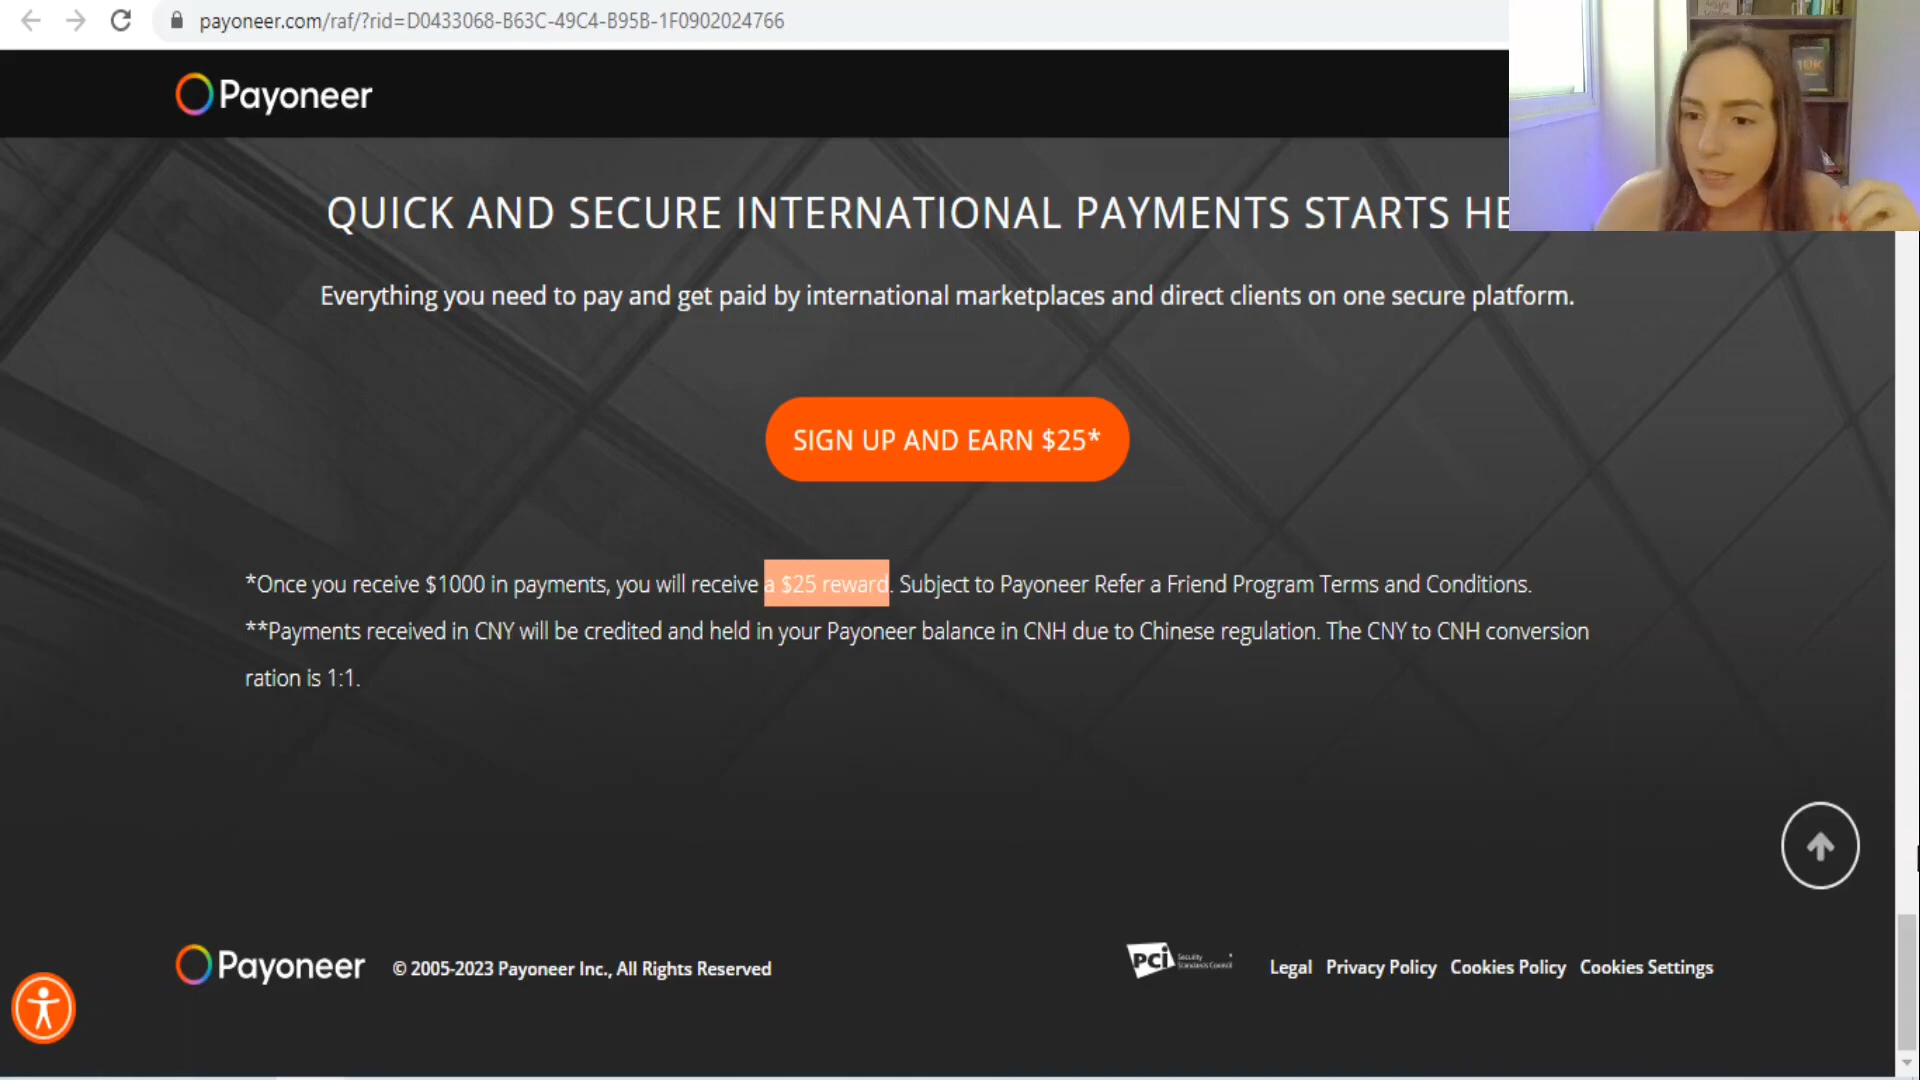 payoneer.com/raf/?rid=D0433068-B63C-49C4-B95B-1F0902024766
Payoneer
QUICK AND SECURE INTERNATIONAL PAYMENTS STARTS HE
Everything you need to pay and get paid by international marketplaces and direct clients on one secure platform.
SIGN UP AND EARN $25*
*Once you receive $1000 in payments, you will receive a $25 reward. Subject to Payoneer Refer a Friend Program Terms and Conditions.
**Payments received in CNY will be credited and held in your Payoneer balance in CNH due to Chinese regulation. The CNY to CNH conversion
ration is 1:1.
Payoneer © 2005-2023 Payoneer Inc., All Rights Reserved
PCi Security Standards Council Legal Privacy Policy Cookies Policy Cookies Settings